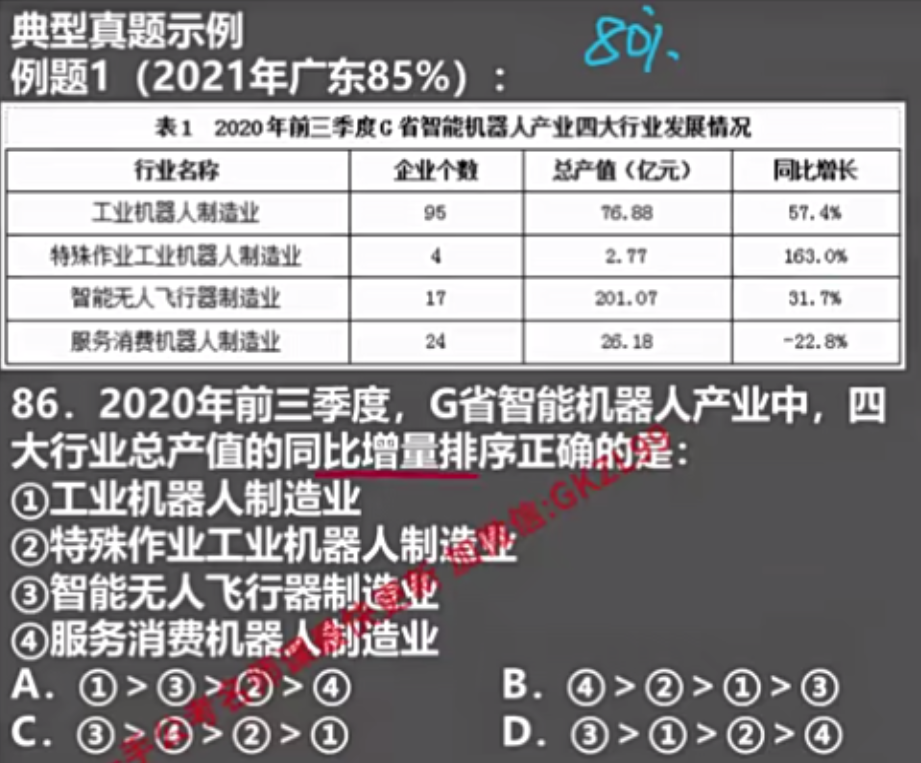 典型真题示例
80%.
例题1（2021年广东85%）：
表1 2020年前三季度G省智能机器人产业四大行业发展情况
行业名称 企业个数 总产值（亿元） 同比增长
工业机器人制造业 95 76.88 57.4%
特殊作业工业机器人制造业 4 2.77 163.0%
智能无人飞行器制造业 17 201.07 31.7%
服务消费机器人制造业 24 26.18 -22.8%
86．2020年前三季度，G省智能机器人产业中，四
大行业总产值的同比增量排序正确的是：
①工业机器人制造业
②特殊作业工业机器人制造业
③智能无人飞行器制造业
④服务消费机器人制造业
A．①>③>②>④ B．④>②>①>③
C．③>④>②>① D．③>①>②>④